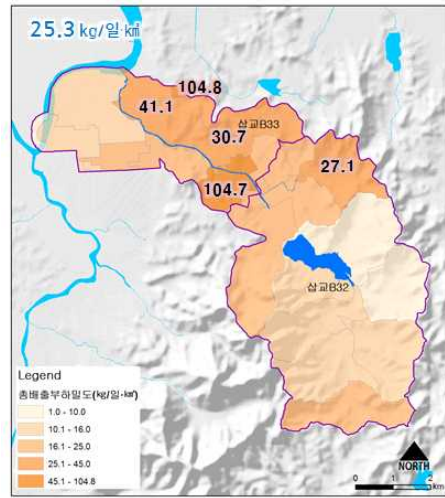 25.3 kg/일·㎢
104.8
41.1
30.7
삽교B33
27.1
104.7
삽교B32
Legend
총배출부하밀도(kg/일·㎢)
1.0 - 10.0
10.1 - 16.0
16.1 - 25.0
25.1 - 45.0
45.1 - 104.8
NORTH
0 1 2
km